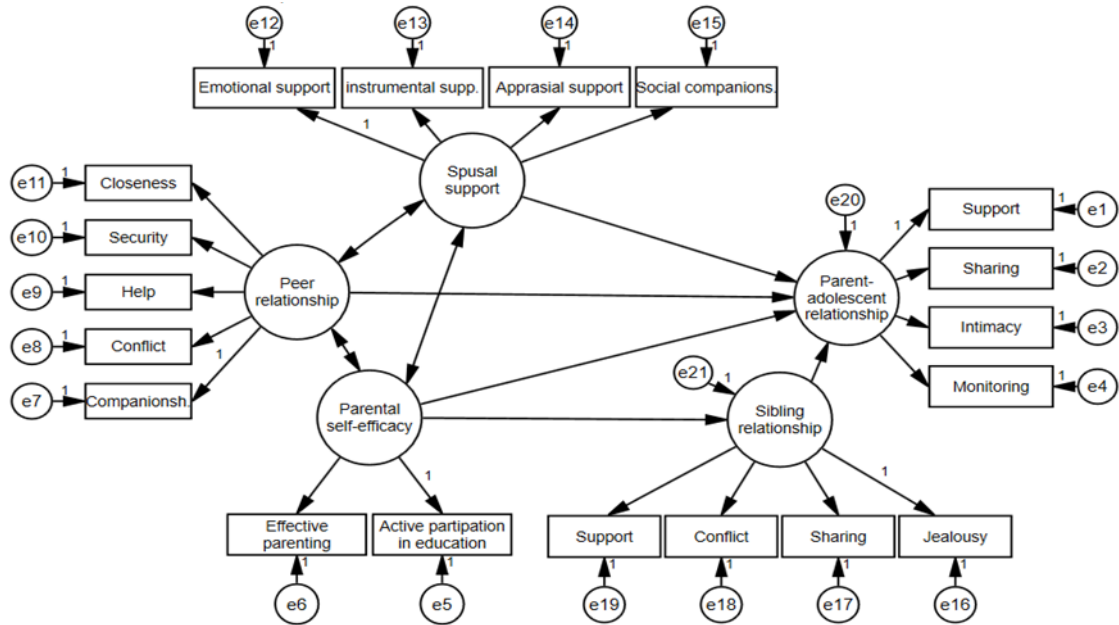 e12
e13
e14
e15
1
1
1
1
Emotional support
instrumental supp.
Apprasial support
Social companions.
1
Spusal
support
e11
1
Closeness
e10
1
Security
e9
1
Help
e8
1
Conflict
e7
1
Companionsh.
1
Peer
relationship
e20
1
Parent-
adolescent
relationship
1
Support
1
e1
Sharing
1
e2
Intimacy
1
e3
Monitoring
1
e4
e21
1
Parental
self-efficacy
Sibling
relationship
1
1
Effective
parenting
Active partipation
in education
Support
Conflict
Sharing
Jealousy
1
1
1
1
1
1
e6
e5
e19
e18
e17
e16